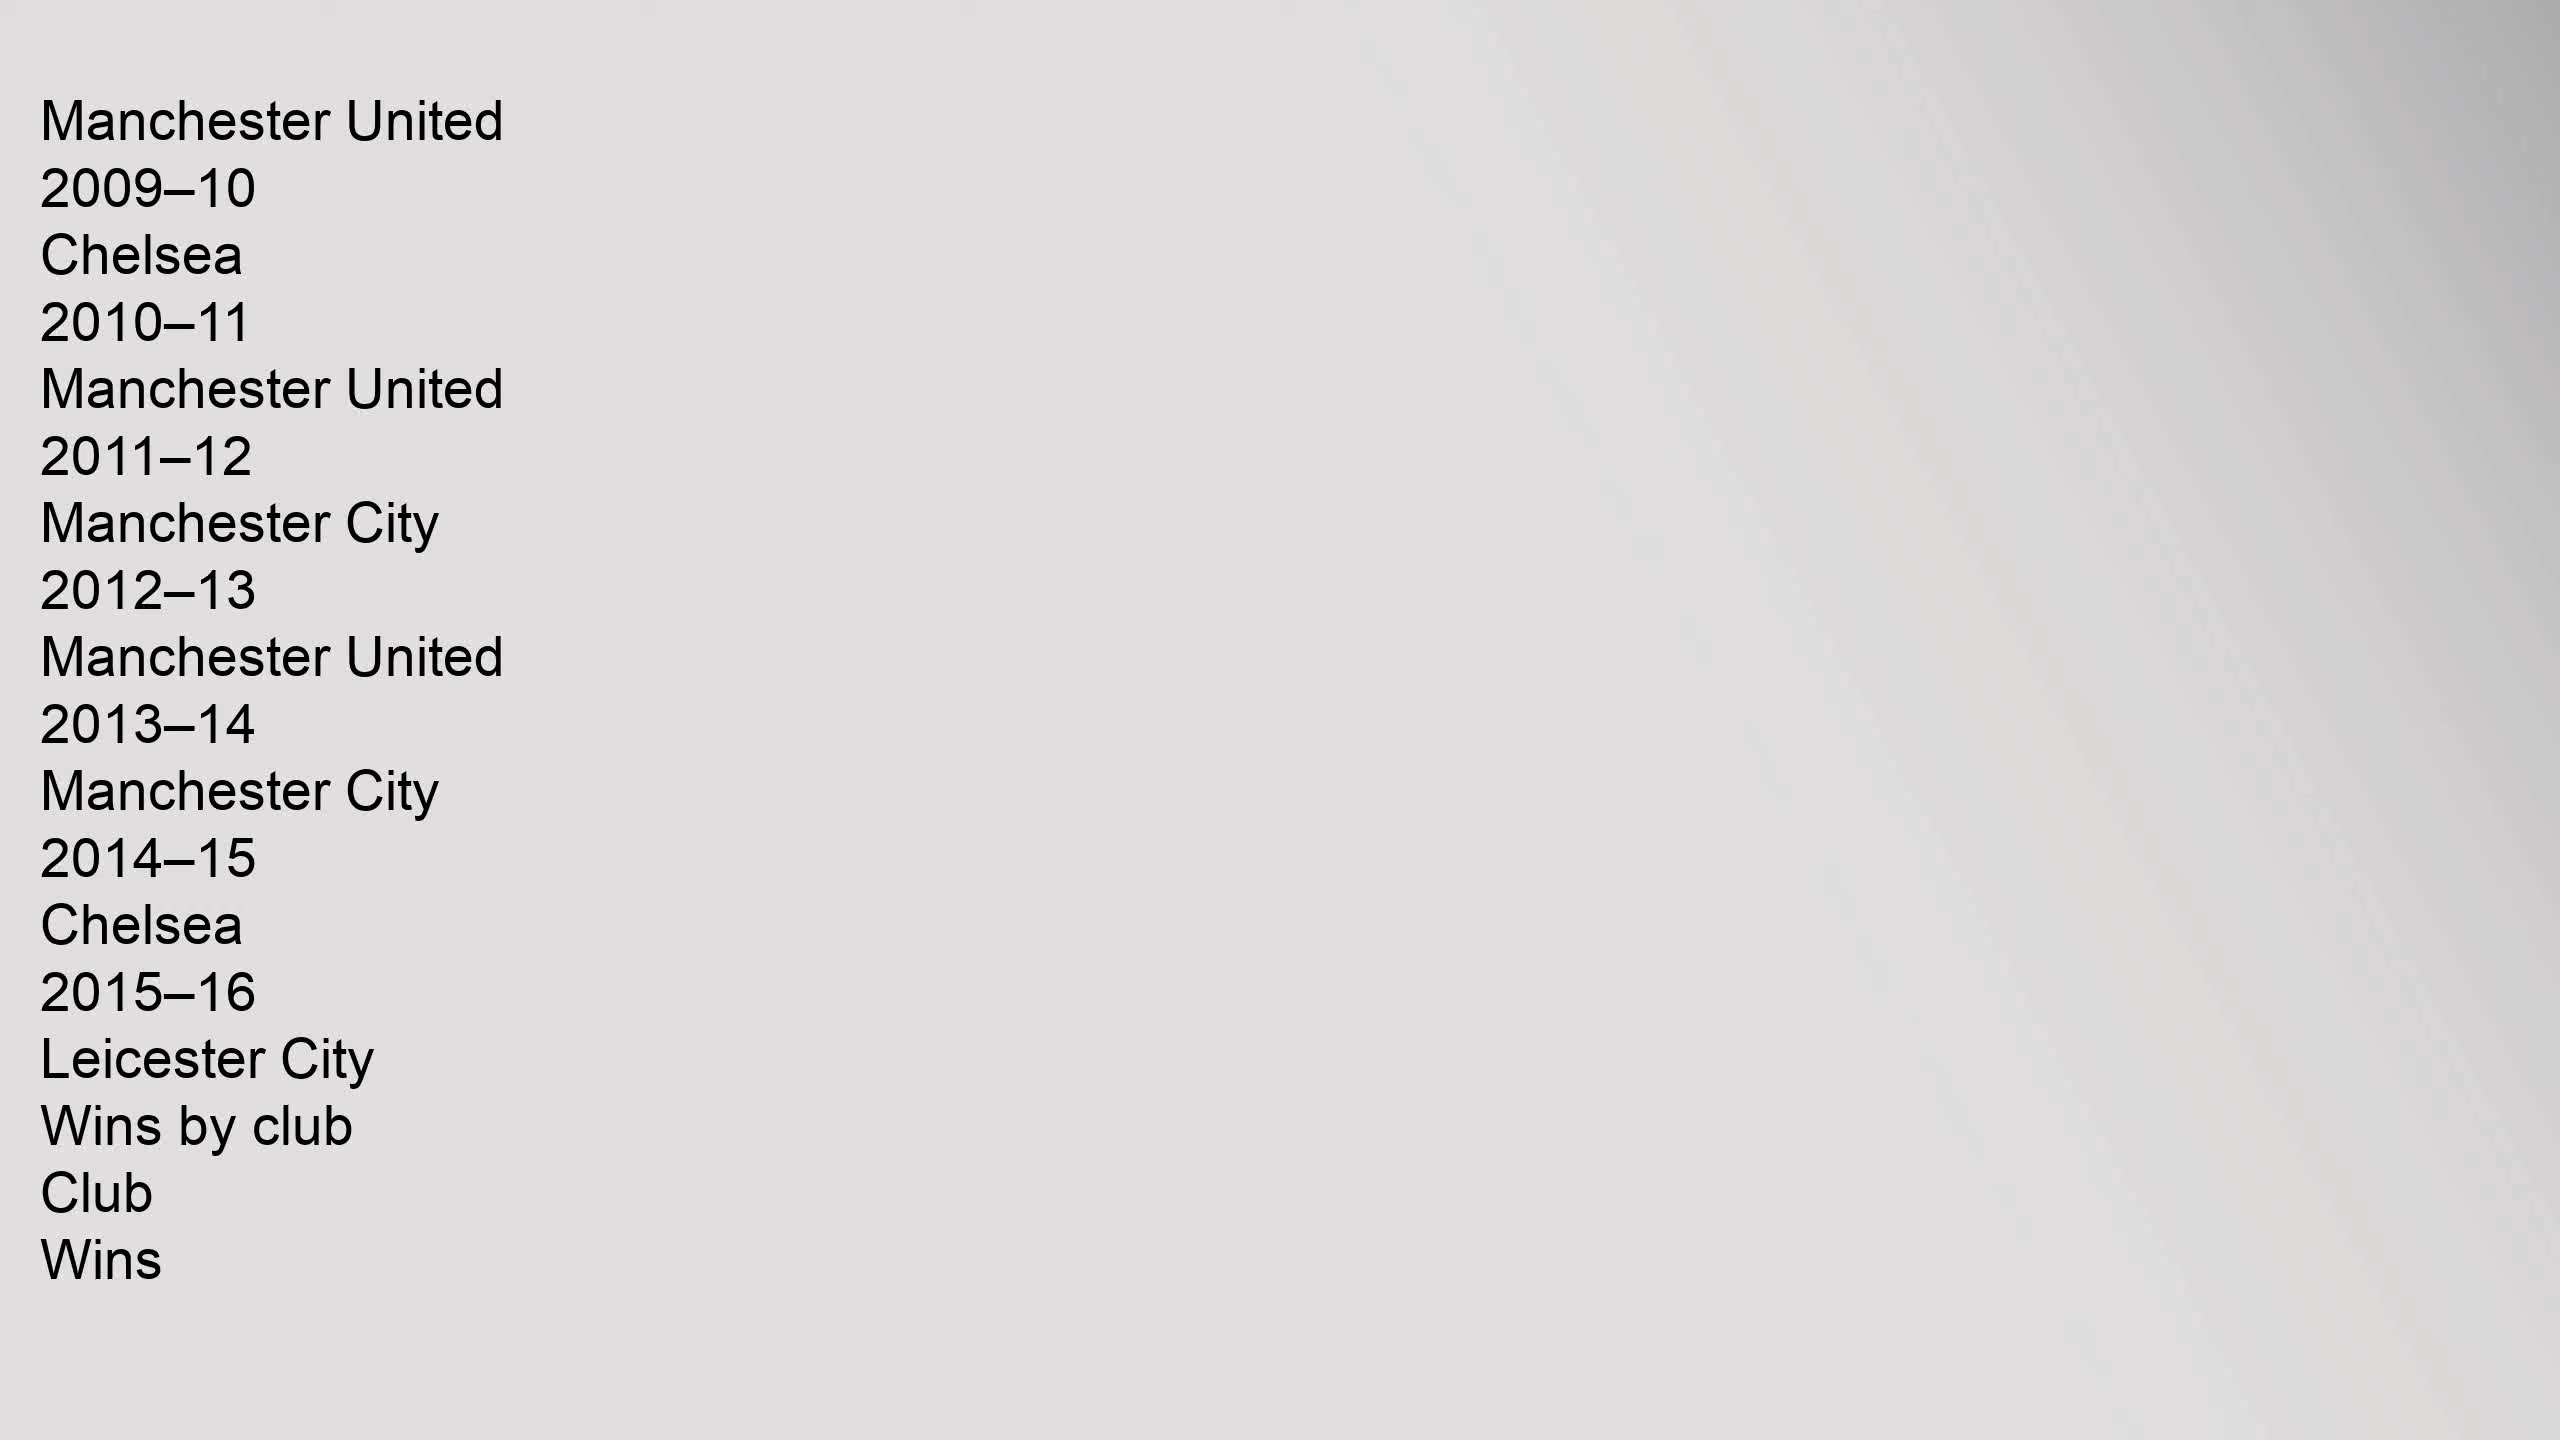 Manchester United
2009–10
Chelsea
2010–11
Manchester United
2011–12
Manchester City
2012–13
Manchester United
2013–14
Manchester City
2014–15
Chelsea
2015–16
Leicester City
Wins by club
Club
Wins